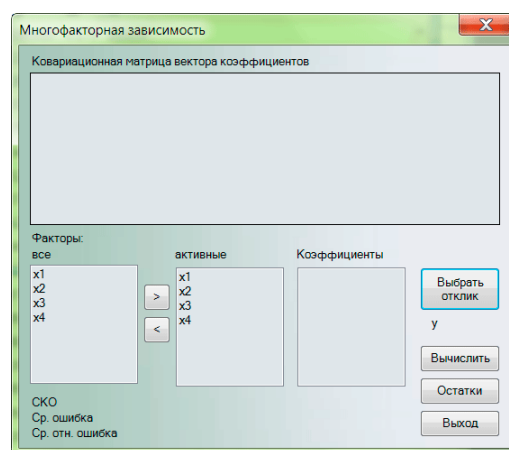 Многофакторная зависимость
X
Ковариационная матрица вектора коэффициентов
Факторы:
все
активные
Коэффициенты
x1
x2
x3
x4
>
<
x1
x2
x3
x4
Выбрать
отклик
y
Вычислить
Остатки
Выход
СКО
Ср. ошибка
Ср. отн. ошибка